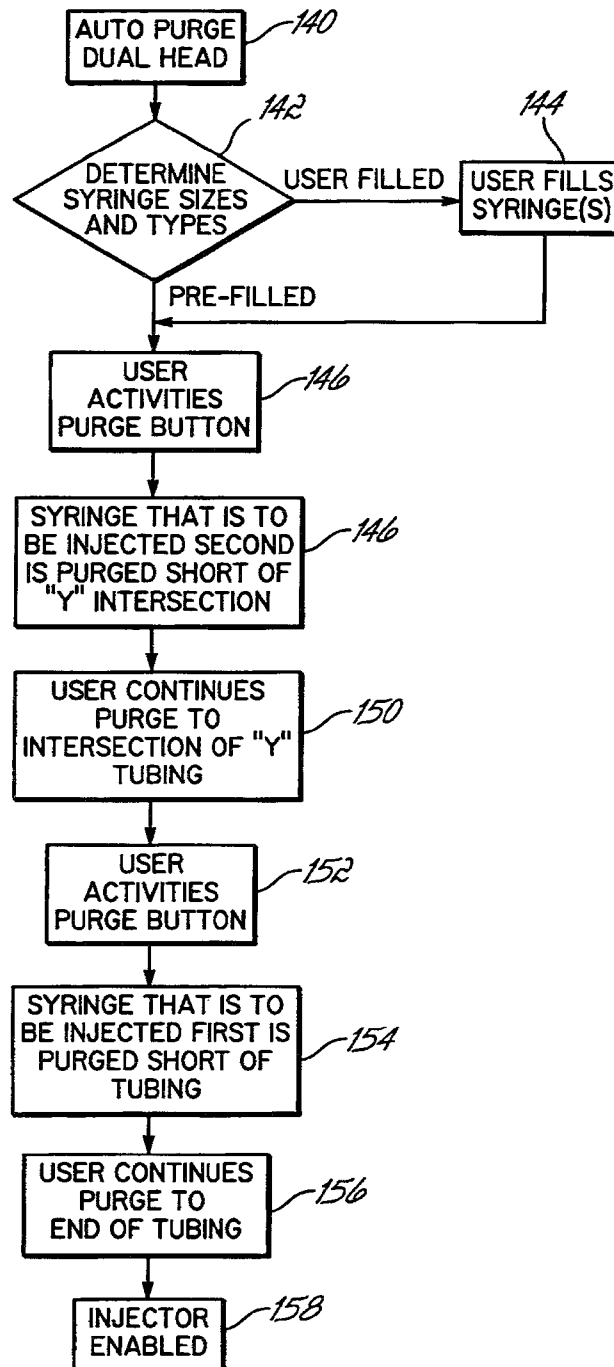 AUTO PURGE
DUAL HEAD
140
142
DETERMINE
SYRINGE SIZES
AND TYPES
USER FILLED
144
USER FILLS
SYRINGE(S)
PRE-FILLED
USER
ACTIVITIES
PURGE BUTTON
146
SYRINGE THAT IS TO
BE INJECTED SECOND
IS PURGED SHORT OF
"Y" INTERSECTION
146
USER CONTINUES
PURGE TO
INTERSECTION OF "Y"
TUBING
150
USER
ACTIVITIES
PURGE BUTTON
152
SYRINGE THAT IS TO
BE INJECTED FIRST IS
PURGED SHORT OF
TUBING
154
USER CONTINUES
PURGE TO
END OF TUBING
156
INJECTOR
ENABLED
158